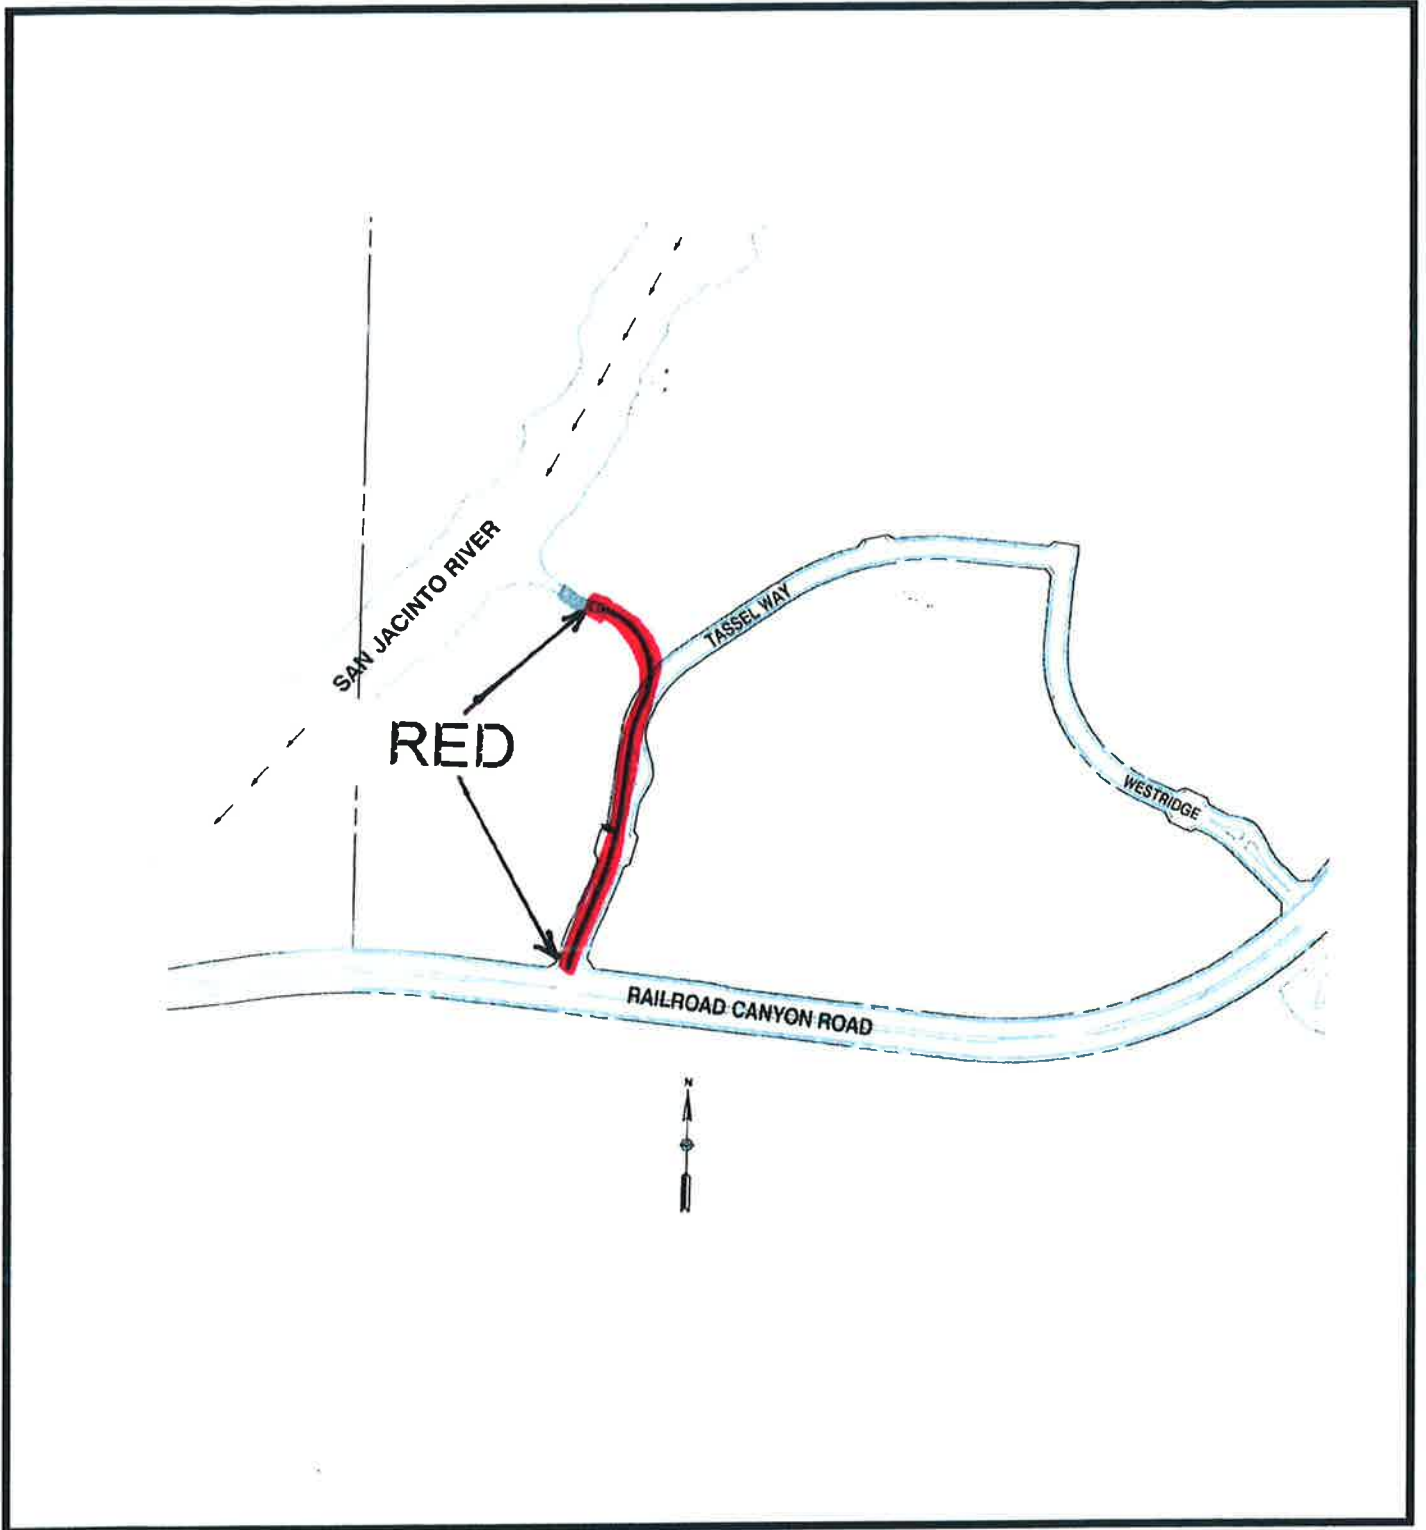 SAN JACINTO RIVER
TASSEL WAY
RED
WESTRIDGE
RAILROAD CANYON ROAD
N